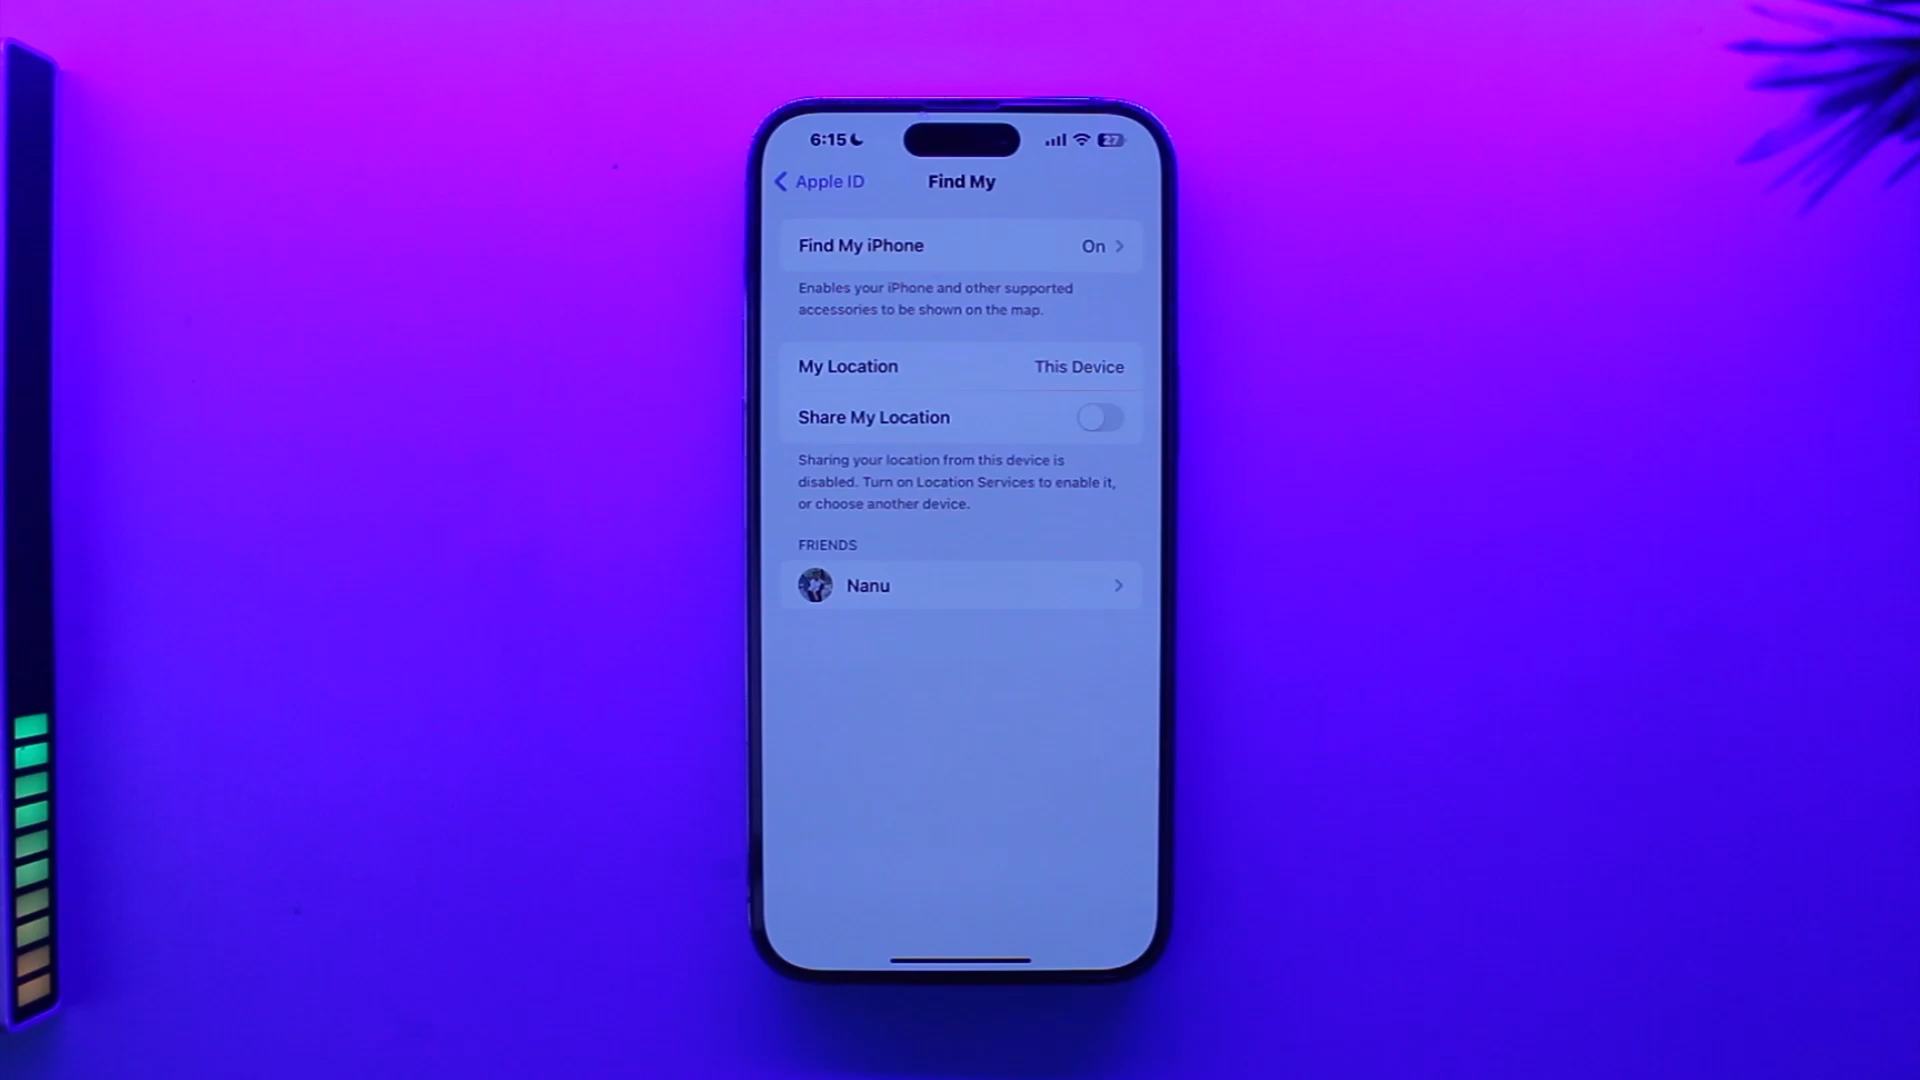 6:15
27
Apple ID
Find My
Find My iPhone On
Enables your iPhone and other supported
accessories to be shown on the map.
My Location This Device
Share My Location
Sharing your location from this device is
disabled. Turn on Location Services to enable it,
or choose another device.
FRIENDS
Nanu